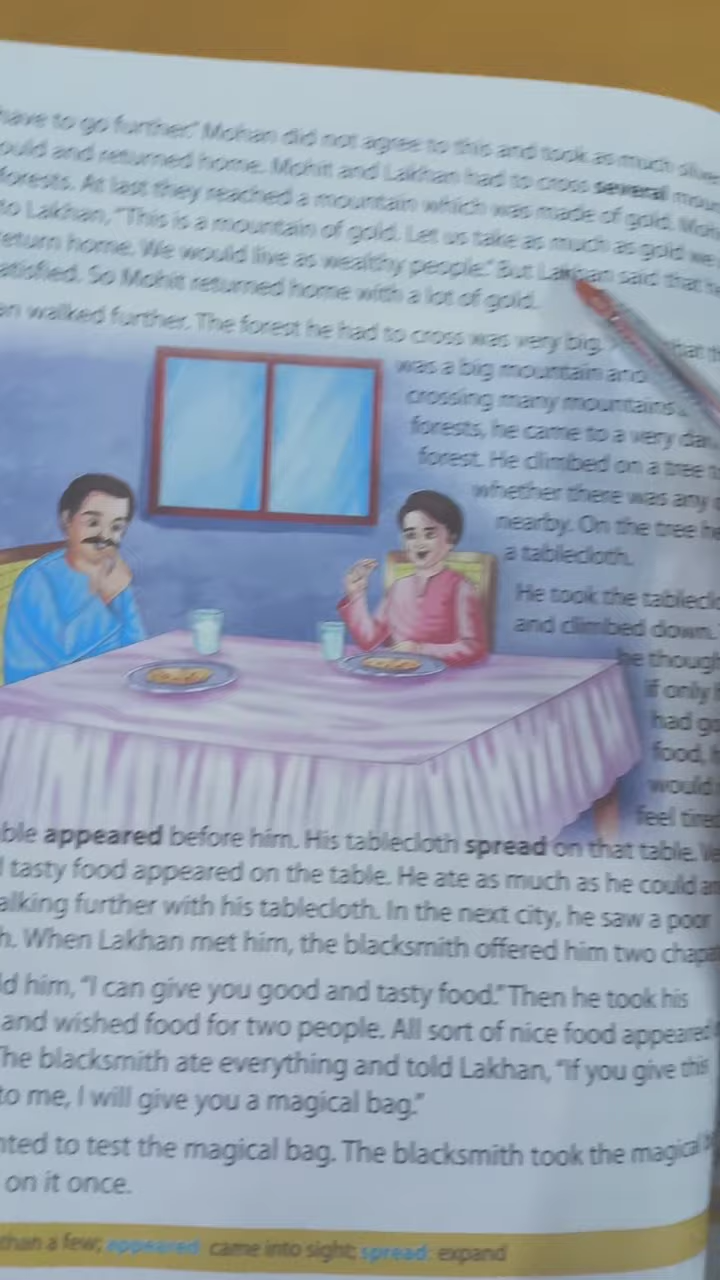 have to go further." Mohan did not agree to this and took as much silver
ould and returned home. Mohit and Lakhan had to cross several
forests. At last they reached a mountain which was made of gold.
to Lakhan, "This is a mountain of gold. Let us take as much as gold we
return home. We would live as wealthy people." But Lakhan said that
atisfied. So Mohit returned home with a lot of gold.
an walked further. The forest he had to cross was very big. that
was a big mountain and
crossing many mountains
forests, he came to a very
forest. He climbed on a tree
whether there was any
nearby. On the tree he
a tablecloth.
He took the
and climbed down.
he
if only
had
food,
would
feel tired
ble appeared before him. His tablecloth spread on that table.
tasty food appeared on the table. He ate as much as he could
alking further with his tablecloth. In the next city, he saw a poor
h. When Lakhan met him, the blacksmith offered him two
ld him, "I can give you good and tasty food." Then he took his
and wished food for two people. All sort of nice food appeared
The blacksmith ate everything and told Lakhan, "If you give this
to me, I will give you a magical bag."
nted to test the magical bag. The blacksmith took the magical
on it once.
than a few; appeared: came into sight; spread: expand